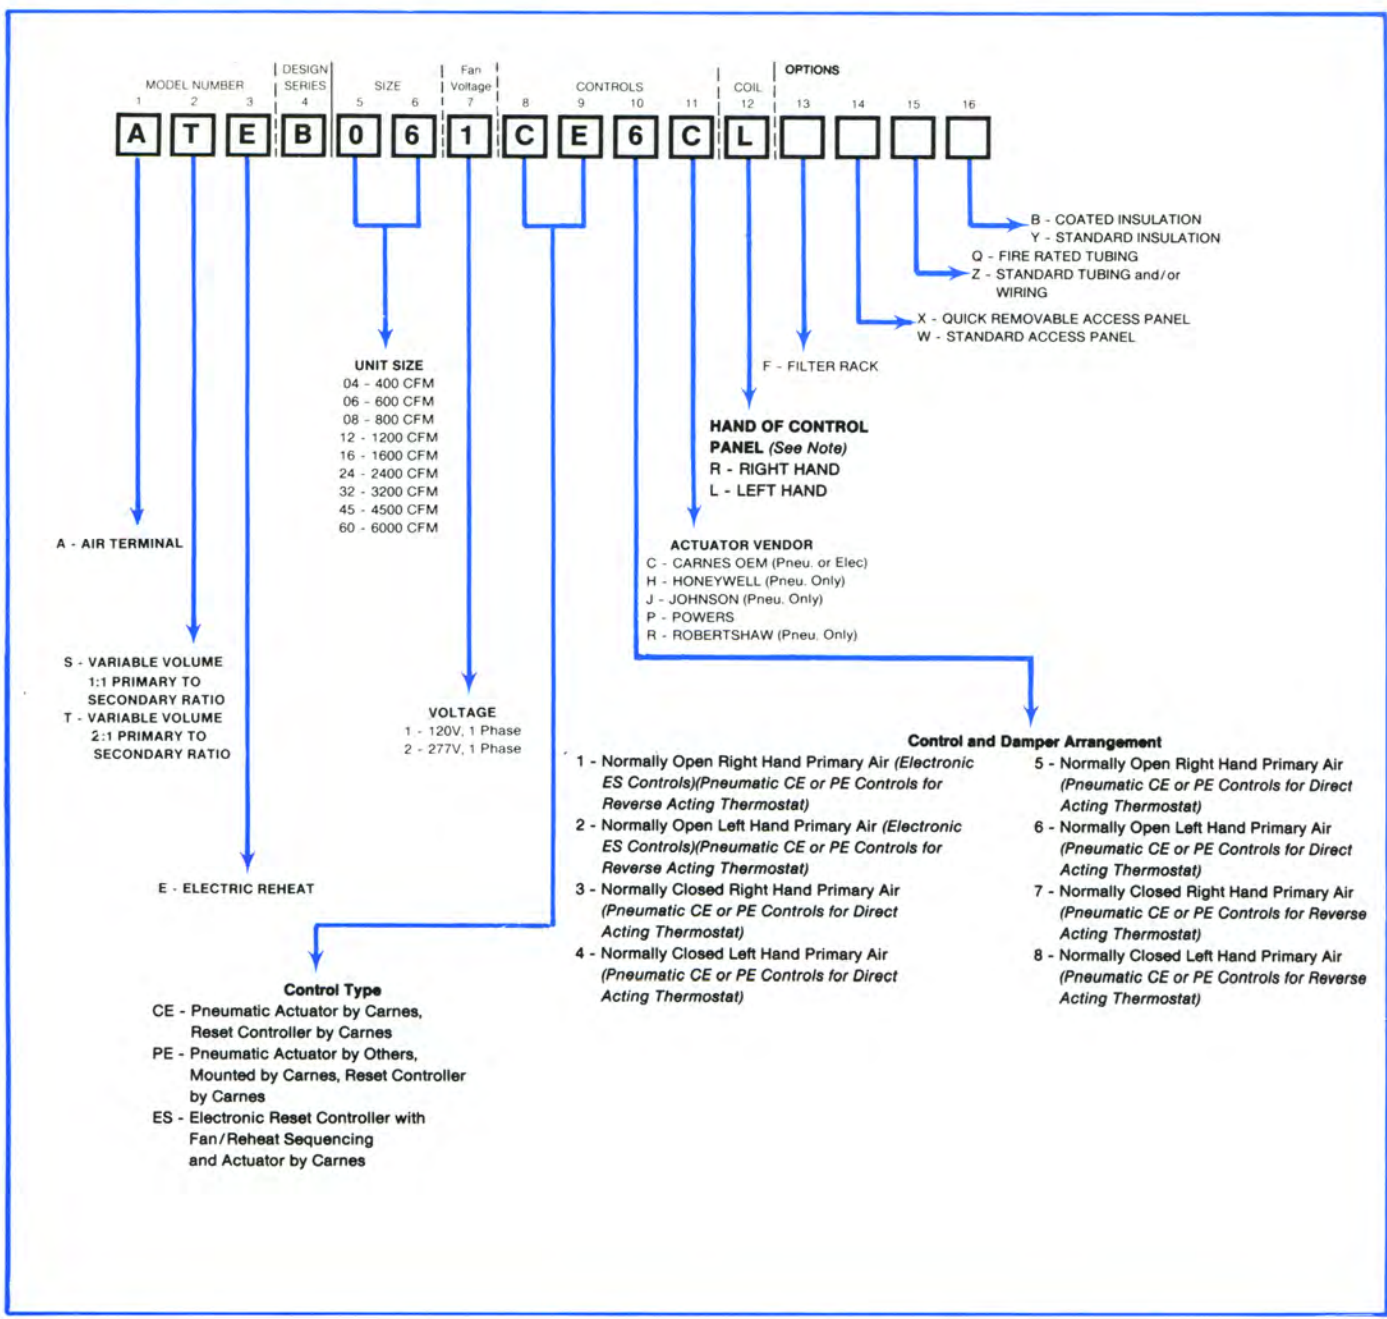 DESIGN
Fan
OPTIONS
MODEL NUMBER
SERIES
SIZE
Voltage
CONTROLS
COIL
1 2 3 4 5 6 7 8 9 10 11 12 13 14 15 16
A T E B 0 6 1 C E 6 C L
B - COATED INSULATION
Y - STANDARD INSULATION
Q - FIRE RATED TUBING
Z - STANDARD TUBING and/or
WIRING
X - QUICK REMOVABLE ACCESS PANEL
W - STANDARD ACCESS PANEL
F - FILTER RACK
UNIT SIZE
04 - 400 CFM
06 - 600 CFM
08 - 800 CFM
12 - 1200 CFM
16 - 1600 CFM
24 - 2400 CFM
32 - 3200 CFM
45 - 4500 CFM
60 - 6000 CFM
HAND OF CONTROL
PANEL (See Note)
R - RIGHT HAND
L - LEFT HAND
A - AIR TERMINAL
ACTUATOR VENDOR
C - CARNES OEM (Pneu. or Elec)
H - HONEYWELL (Pneu. Only)
J - JOHNSON (Pneu. Only)
P - POWERS
R - ROBERTSHAW (Pneu. Only)
S - VARIABLE VOLUME
1:1 PRIMARY TO
SECONDARY RATIO
T - VARIABLE VOLUME
2:1 PRIMARY TO
SECONDARY RATIO
VOLTAGE
1 - 120V, 1 Phase
2 - 277V, 1 Phase
E - ELECTRIC REHEAT
Control and Damper Arrangement
1 - Normally Open Right Hand Primary Air (Electronic
ES Controls)(Pneumatic CE or PE Controls for
Reverse Acting Thermostat)
2 - Normally Open Left Hand Primary Air (Electronic
ES Controls)(Pneumatic CE or PE Controls for
Reverse Acting Thermostat)
3 - Normally Closed Right Hand Primary Air
(Pneumatic CE or PE Controls for Direct
Acting Thermostat)
4 - Normally Closed Left Hand Primary Air
(Pneumatic CE or PE Controls for Direct
Acting Thermostat)
5 - Normally Open Right Hand Primary Air
(Pneumatic CE or PE Controls for Direct
Acting Thermostat)
6 - Normally Open Left Hand Primary Air
(Pneumatic CE or PE Controls for Direct
Acting Thermostat)
7 - Normally Closed Right Hand Primary Air
(Pneumatic CE or PE Controls for Reverse
Acting Thermostat)
8 - Normally Closed Left Hand Primary Air
(Pneumatic CE or PE Controls for Reverse
Acting Thermostat)
Control Type
CE - Pneumatic Actuator by Carnes,
Reset Controller by Carnes
PE - Pneumatic Actuator by Others,
Mounted by Carnes, Reset Controller
by Carnes
ES - Electronic Reset Controller with
Fan/Reheat Sequencing
and Actuator by Carnes